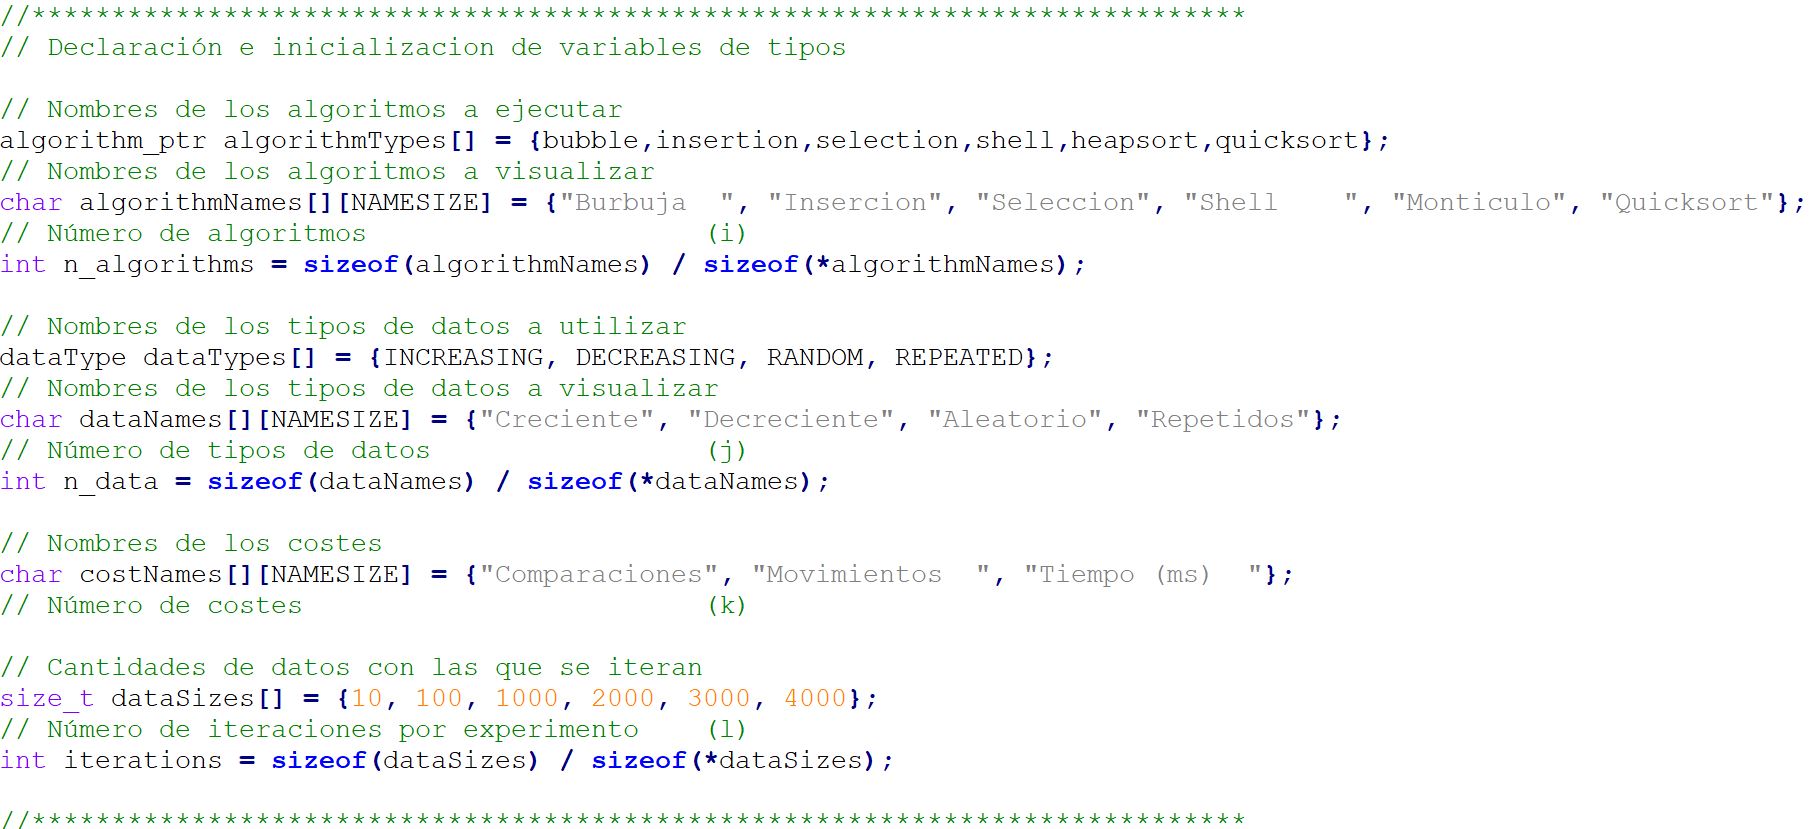 //****************************************************************************
// Declaración e inicializacion de variables de tipos
// Nombres de los algoritmos a ejecutar
algorithm_ptr algorithmTypes[] = {bubble,insertion,selection,shell,heapsort,quicksort};
// Nombres de los algoritmos a visualizar
char algorithmNames[][NAMESIZE] = {"Burbuja  ", "Insercion", "Seleccion", "Shell    ", "Monticulo", "Quicksort"};
// Número de algoritmos                     (i)
int n_algorithms = sizeof(algorithmNames) / sizeof(*algorithmNames);
// Nombres de los tipos de datos a utilizar
dataType dataTypes[] = {INCREASING, DECREASING, RANDOM, REPEATED};
// Nombres de los tipos de datos a visualizar
char dataNames[][NAMESIZE] = {"Creciente", "Decreciente", "Aleatorio", "Repetidos"};
// Número de tipos de datos                 (j)
int n_data = sizeof(dataNames) / sizeof(*dataNames);
// Nombres de los costes
char costNames[][NAMESIZE] = {"Comparaciones", "Movimientos  ", "Tiempo (ms)  "};
// Número de costes                         (k)
// Cantidades de datos con las que se iteran
size_t dataSizes[] = {10, 100, 1000, 2000, 3000, 4000};
// Número de iteraciones por experimento    (l)
int iterations = sizeof(dataSizes) / sizeof(*dataSizes);
//****************************************************************************